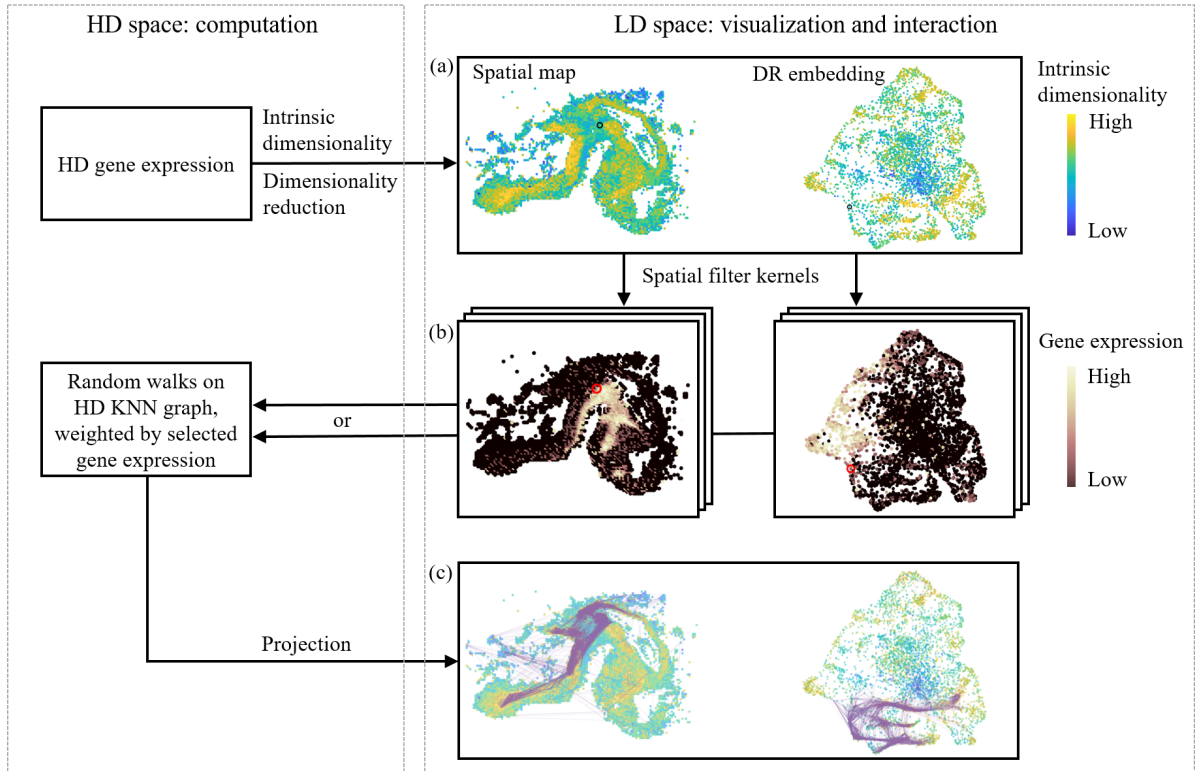 HD space: computation
LD space: visualization and interaction
(a)
Spatial map
DR embedding
Intrinsic
dimensionality
High
Low
HD gene expression
Intrinsic
dimensionality
Dimensionality
reduction
Spatial filter kernels
(b)
Gene expression
High
Low
Random walks on
HD KNN graph,
weighted by selected
gene expression
or
(c)
Projection